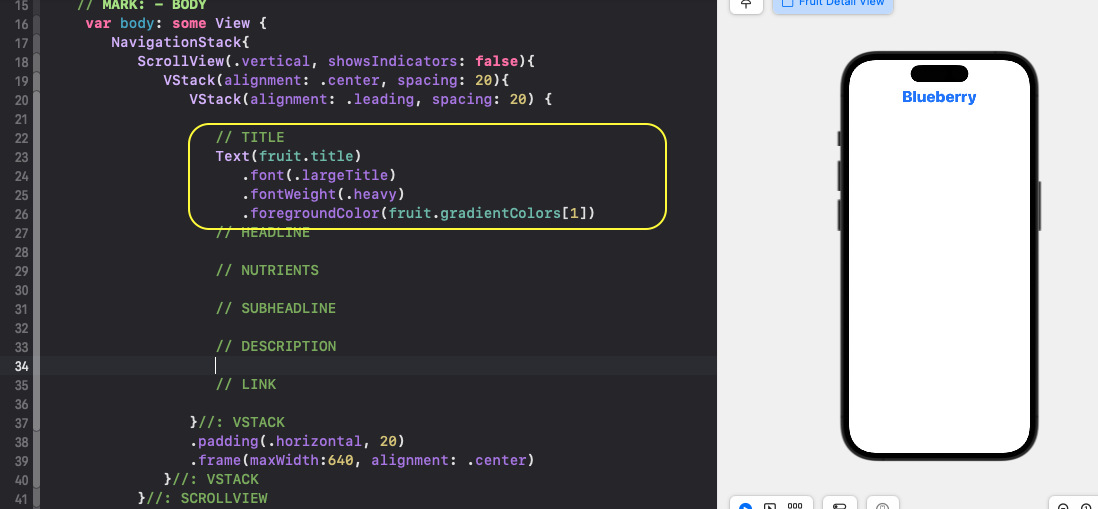 15 // MARK: - BODY
16 var body: some View {
17 NavigationStack{
18 ScrollView(.vertical, showsIndicators: false){
19 VStack(alignment: .center, spacing: 20){
20 VStack(alignment: .leading, spacing: 20) {
21
22 // TITLE
23 Text(fruit.title)
24 .font(.largeTitle)
25 .fontWeight(.heavy)
26 .foregroundColor(fruit.gradientColors[1])
27 // HEADLINE
28
29 // NUTRIENTS
30
31 // SUBHEADLINE
32
33 // DESCRIPTION
34
35 // LINK
36
37 }//: VSTACK
38 .padding(.horizontal, 20)
39 .frame(maxWidth:640, alignment: .center)
40 }//: VSTACK
41 }//: SCROLLVIEW
Fruit Detail View
Blueberry